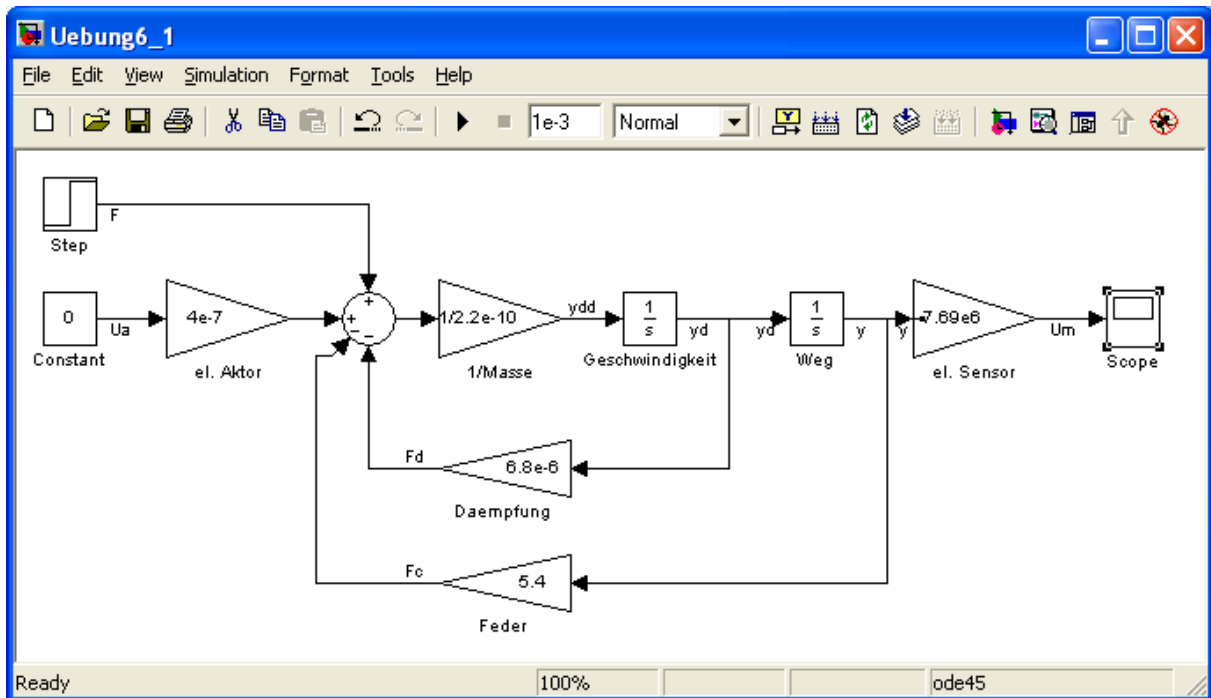 Uebung6_1
File Edit View Simulation Format Tools Help
1e-3 Normal
F
Step
0
Ua
Constant
4e-7
el. Aktor
+
+
−
−
1/2.2e-10
1/Masse
ydd
1
s
Geschwindigkeit
yd
yd
1
s
Weg
y
y
7.69e6
el. Sensor
Um
Scope
Fd
6.8e-6
Daempfung
Fc
5.4
Feder
Ready 100% ode45